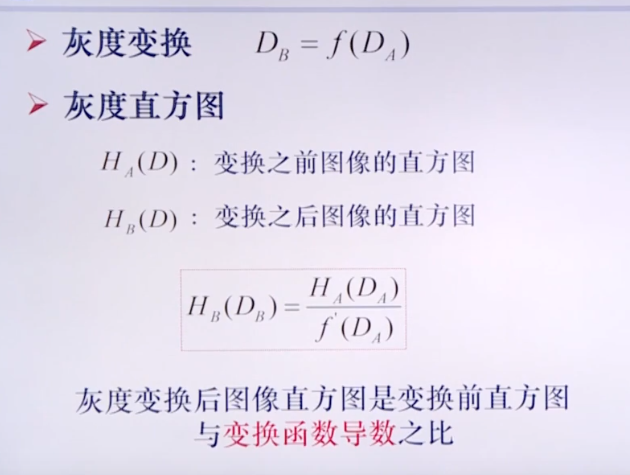 灰度变换 D_B = f(D_A)
灰度直方图
H_A(D)：变换之前图像的直方图
H_B(D)：变换之后图像的直方图
H_B(D_B) = H_A(D_A) / f'(D_A)
灰度变换后图像直方图是变换前直方图
与变换函数导数之比